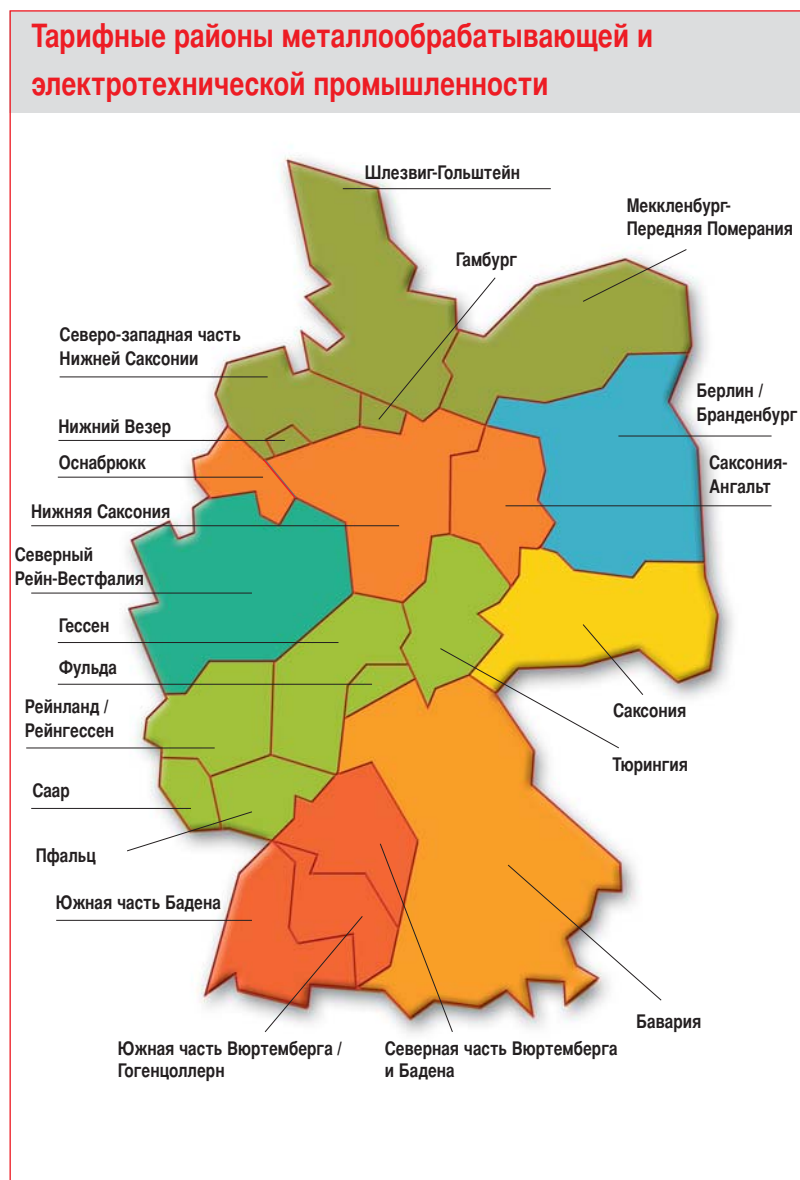 Тарифные районы металлообрабатывающей и
электротехнической промышленности
Шлезвиг-Гольштейн
Меккленбург-
Передняя Померания
Гамбург
Северо-западная часть
Нижней Саксонии
Берлин /
Бранденбург
Нижний Везер
Оснабрюкк
Саксония-
Ангальт
Нижняя Саксония
Северный
Рейн-Вестфалия
Гессен
Фульда
Рейнланд /
Рейнгессен
Саксония
Тюрингия
Саар
Пфальц
Южная часть Бадена
Бавария
Южная часть Вюртемберга /
Гогенцоллерн
Северная часть Вюртемберга
и Бадена